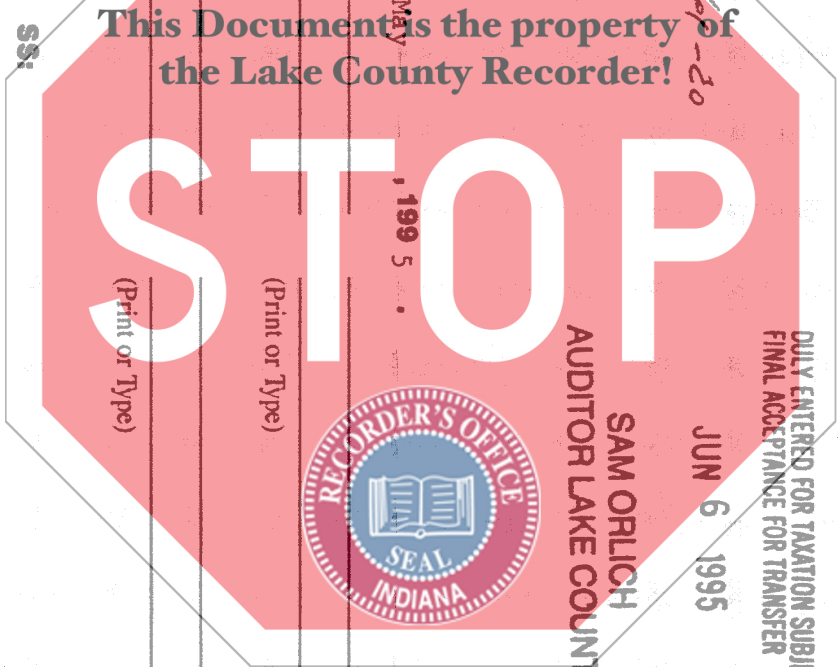 This Document is the property of
the Lake County Recorder!
STOP
RECORDER'S OFFICE
SEAL
INDIANA
DULY ENTERED FOR TAXATION SUBJ
FINAL ACCEPTANCE FOR TRANSFER
JUN 6 1995
SAM ORLICH
AUDITOR LAKE COUNT
May , 199 5 .
(Print or Type)
(Print or Type)
SS: